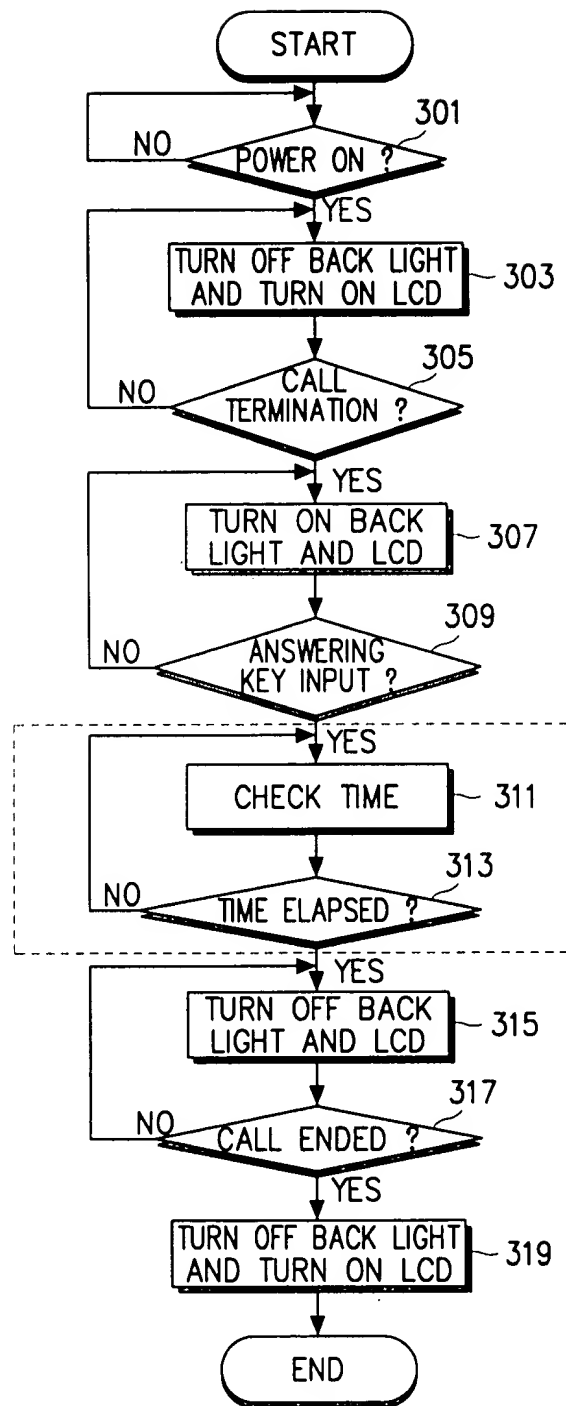 START
301
NO
POWER ON ?
YES
TURN OFF BACK LIGHT
AND TURN ON LCD
303
305
NO
CALL
TERMINATION ?
YES
TURN ON BACK
LIGHT AND LCD
307
309
NO
ANSWERING
KEY INPUT ?
YES
CHECK TIME
311
313
NO
TIME ELAPSED ?
YES
TURN OFF BACK
LIGHT AND LCD
315
317
NO
CALL ENDED ?
YES
TURN OFF BACK LIGHT
AND TURN ON LCD
319
END